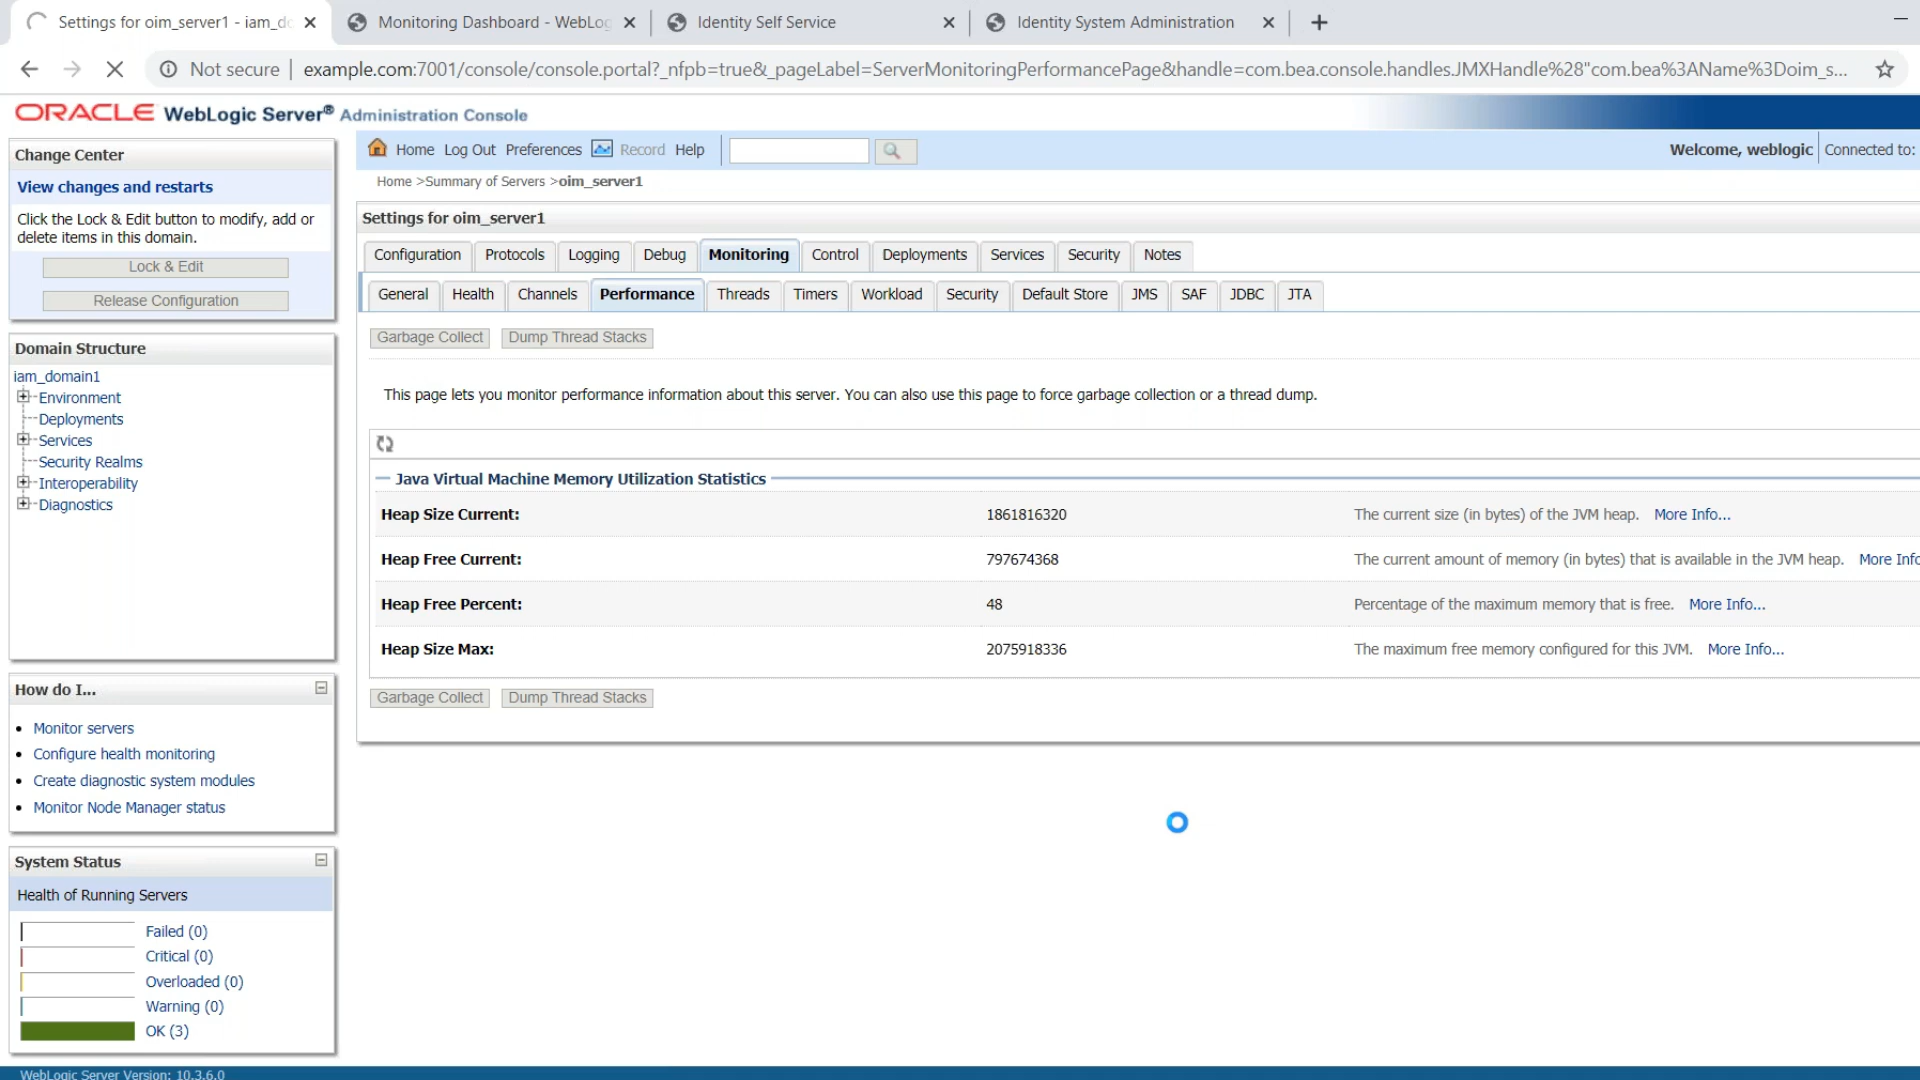 Settings for oim_server1 - iam_do
Monitoring Dashboard - WebLog
Identity Self Service
Identity System Administration
Not secure
example.com:7001/console/console.portal?_nfpb=true&_pageLabel=ServerMonitoringPerformancePage&handle=com.bea.console.handles.JMXHandle%28"com.bea%3AName%3Doim_s...
ORACLE WebLogic Server® Administration Console
Change Center
View changes and restarts
Click the Lock & Edit button to modify, add or
delete items in this domain.
Lock & Edit
Release Configuration
Domain Structure
iam_domain1
Environment
Deployments
Services
Security Realms
Interoperability
Diagnostics
How do I...
Monitor servers
Configure health monitoring
Create diagnostic system modules
Monitor Node Manager status
System Status
Health of Running Servers
Failed (0)
Critical (0)
Overloaded (0)
Warning (0)
OK (3)
Home Log Out Preferences Record Help
Welcome, weblogic Connected to:
Home >Summary of Servers >oim_server1
Settings for oim_server1
Configuration Protocols Logging Debug Monitoring Control Deployments Services Security Notes
General Health Channels Performance Threads Timers Workload Security Default Store JMS SAF JDBC JTA
Garbage Collect Dump Thread Stacks
This page lets you monitor performance information about this server. You can also use this page to force garbage collection or a thread dump.
Java Virtual Machine Memory Utilization Statistics
Heap Size Current: 1861816320 The current size (in bytes) of the JVM heap. More Info...
Heap Free Current: 797674368 The current amount of memory (in bytes) that is available in the JVM heap. More Info
Heap Free Percent: 48 Percentage of the maximum memory that is free. More Info...
Heap Size Max: 2075918336 The maximum free memory configured for this JVM. More Info...
Garbage Collect Dump Thread Stacks
WebLogic Server Version: 10.3.6.0